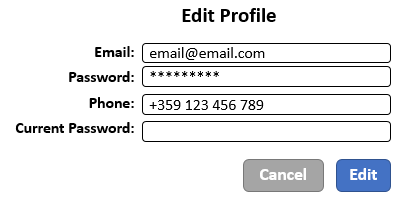 Edit Profile
Email: email@email.com
Password: *********
Phone: +359 123 456 789
Current Password:
Cancel Edit